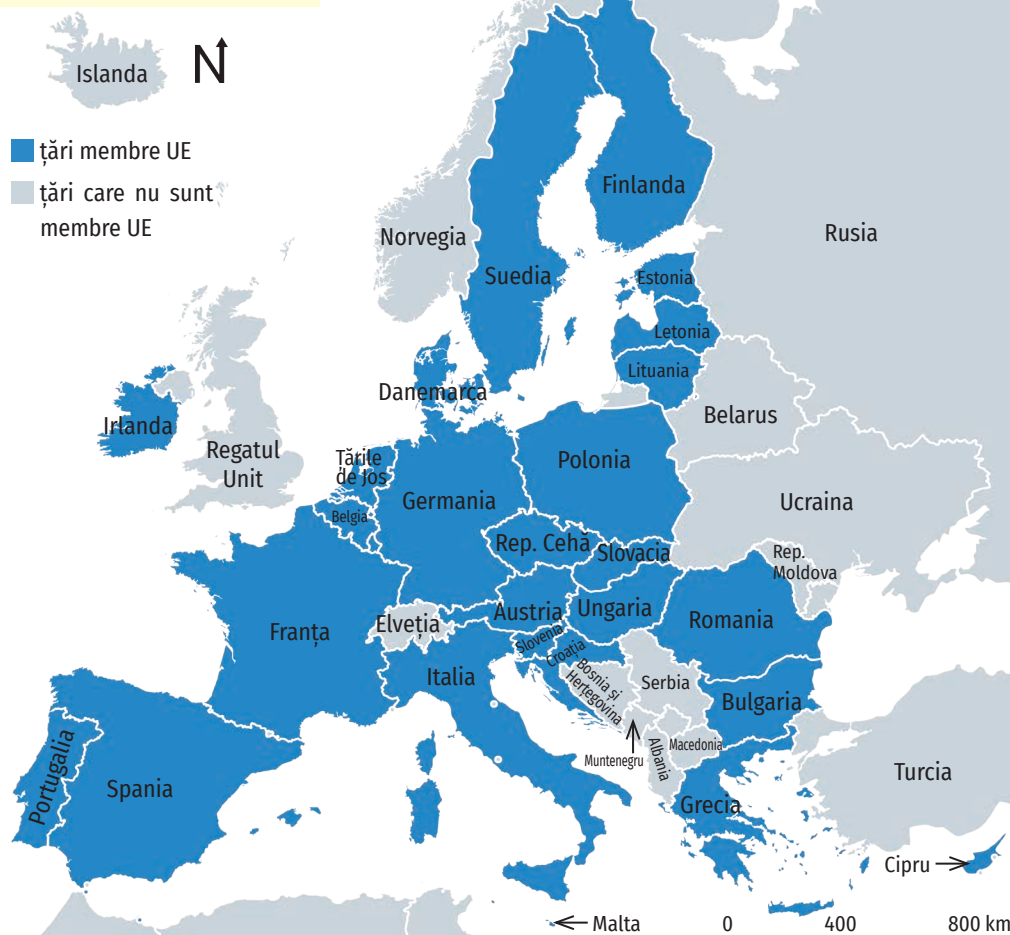 Islanda
N
țări membre UE
țări care nu sunt
membre UE
Norvegia
Suedia
Finlanda
Rusia
Estonia
Letonia
Lituania
Danemarca
Belarus
Irlanda
Regatul
Unit
Țările
de Jos
Belgia
Germania
Polonia
Ucraina
Rep. Cehă
Slovacia
Rep.
Moldova
Franța
Elveția
Austria
Ungaria
Romania
Slovenia
Croația
Italia
Bosnia și
Herțegovina
Serbia
Bulgaria
Muntenegru
Albania
Macedonia
Portugalia
Spania
Grecia
Turcia
Cipru
Malta
0 400 800 km